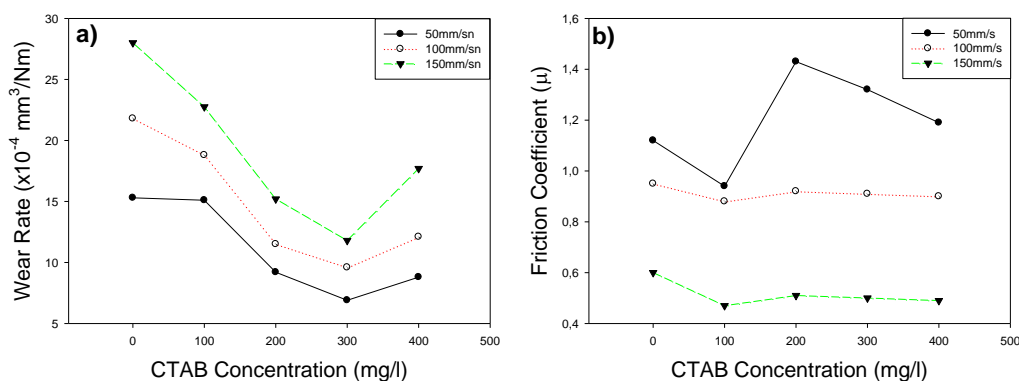 a)
50mm/sn
100mm/sn
150mm/sn
30
25
20
15
10
5
Wear Rate (x10⁻⁴ mm³/Nm)
0 100 200 300 400 500
CTAB Concentration (mg/l)
b)
50mm/s
100mm/s
150mm/s
1,6
1,4
1,2
1,0
0,8
0,6
0,4
Friction Coefficient (μ)
0 100 200 300 400 500
CTAB Concentration (mg/l)